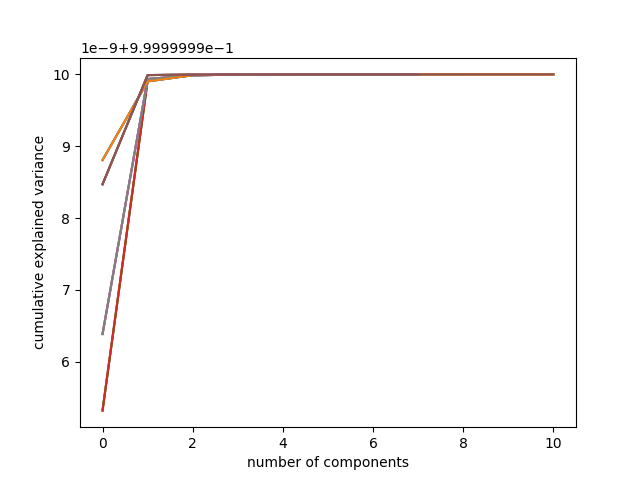 1e−9+9.9999999e−1
10
9
8
7
6
cumulative explained variance
0 2 4 6 8 10
number of components